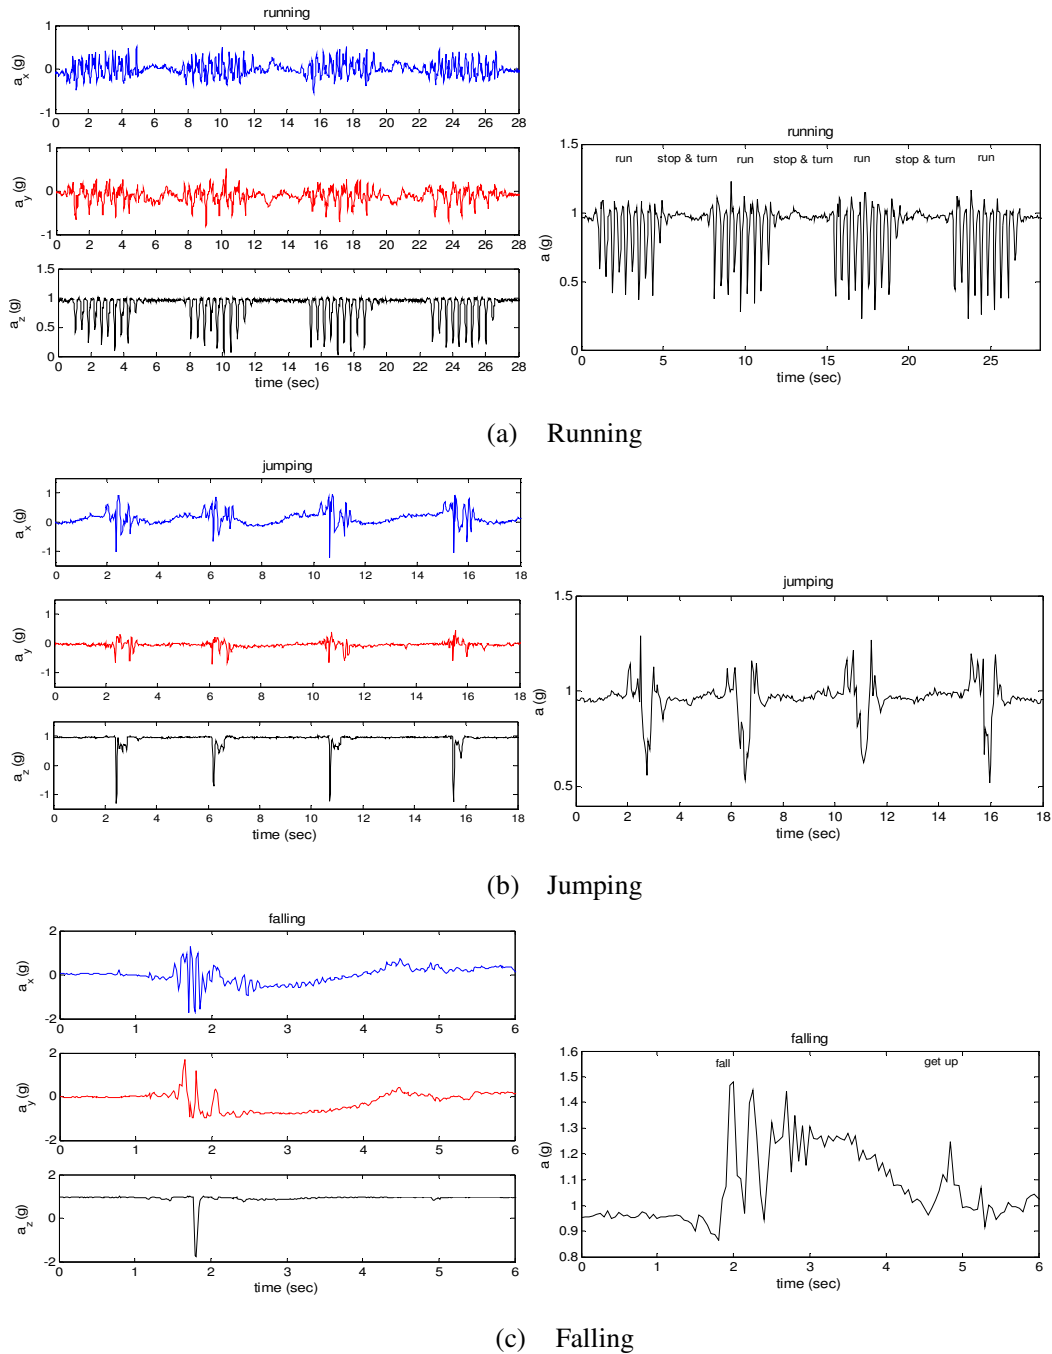 running
1
0
-1
a_x (g)
0 2 4 6 8 10 12 14 16 18 20 22 24 26 28
1
0
-1
a_y (g)
0 2 4 6 8 10 12 14 16 18 20 22 24 26 28
1.5
1
0.5
0
a_z (g)
0 2 4 6 8 10 12 14 16 18 20 22 24 26 28
time (sec)
running
run stop & turn run stop & turn run stop & turn run
1.5
1
0.5
0
a (g)
0 5 10 15 20 25
time (sec)
(a) Running
jumping
1
0
-1
a_x (g)
0 2 4 6 8 10 12 14 16 18
1
0
-1
a_y (g)
0 2 4 6 8 10 12 14 16 18
1
0
-1
a_z (g)
0 2 4 6 8 10 12 14 16 18
time (sec)
jumping
1.5
1
0.5
a (g)
0 2 4 6 8 10 12 14 16 18
time (sec)
(b) Jumping
falling
2
0
-2
a_x (g)
0 1 2 3 4 5 6
2
0
-2
a_y (g)
0 1 2 3 4 5 6
2
0
-2
a_z (g)
0 1 2 3 4 5 6
time (sec)
falling
fall get up
1.6
1.5
1.4
1.3
1.2
1.1
1
0.9
0.8
a (g)
0 1 2 3 4 5 6
time (sec)
(c) Falling